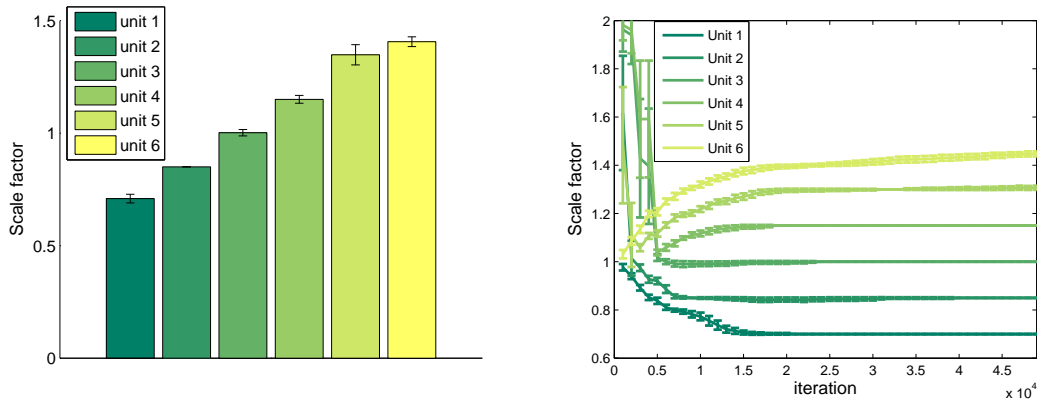 1.5
1
0.5
0
Scale factor
unit 1
unit 2
unit 3
unit 4
unit 5
unit 6
2
1.8
1.6
1.4
1.2
1
0.8
0.6
Scale factor
Unit 1
Unit 2
Unit 3
Unit 4
Unit 5
Unit 6
0 0.5 1 1.5 2 2.5 3 3.5 4 4.5
iteration
x 10^4